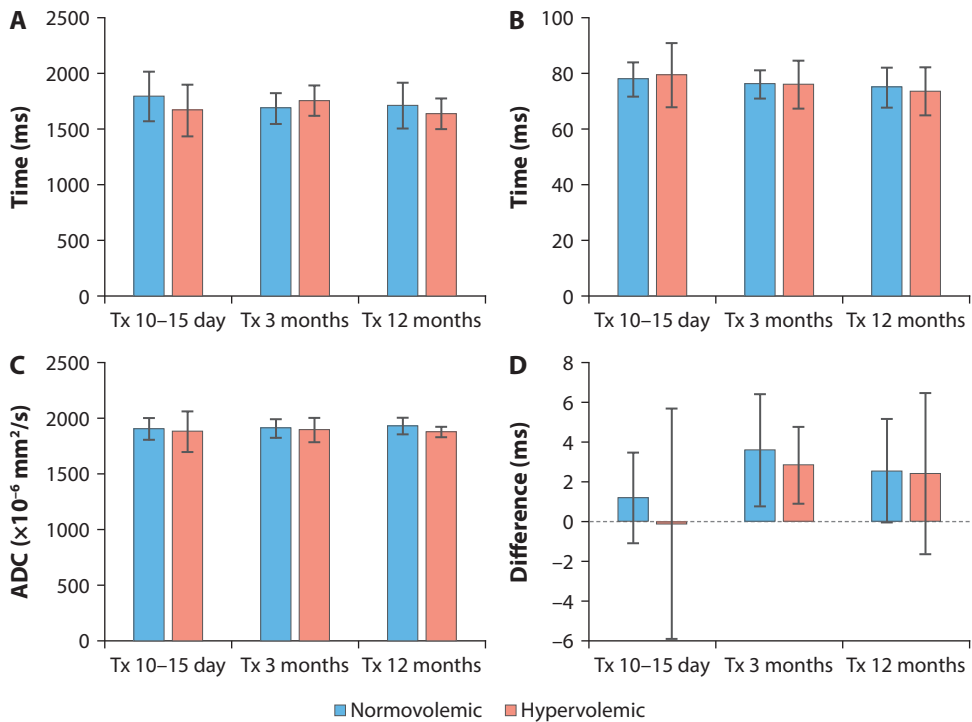 A
Time (ms)
2500
2000
1500
1000
500
0
Tx 10–15 day Tx 3 months Tx 12 months
B
Time (ms)
100
80
60
40
20
0
Tx 10–15 day Tx 3 months Tx 12 months
C
ADC (×10⁻⁶ mm²/s)
2500
2000
1500
1000
500
0
Tx 10–15 day Tx 3 months Tx 12 months
D
Difference (ms)
8
6
4
2
0
−2
−4
−6
Tx 10–15 day Tx 3 months Tx 12 months
Normovolemic Hypervolemic